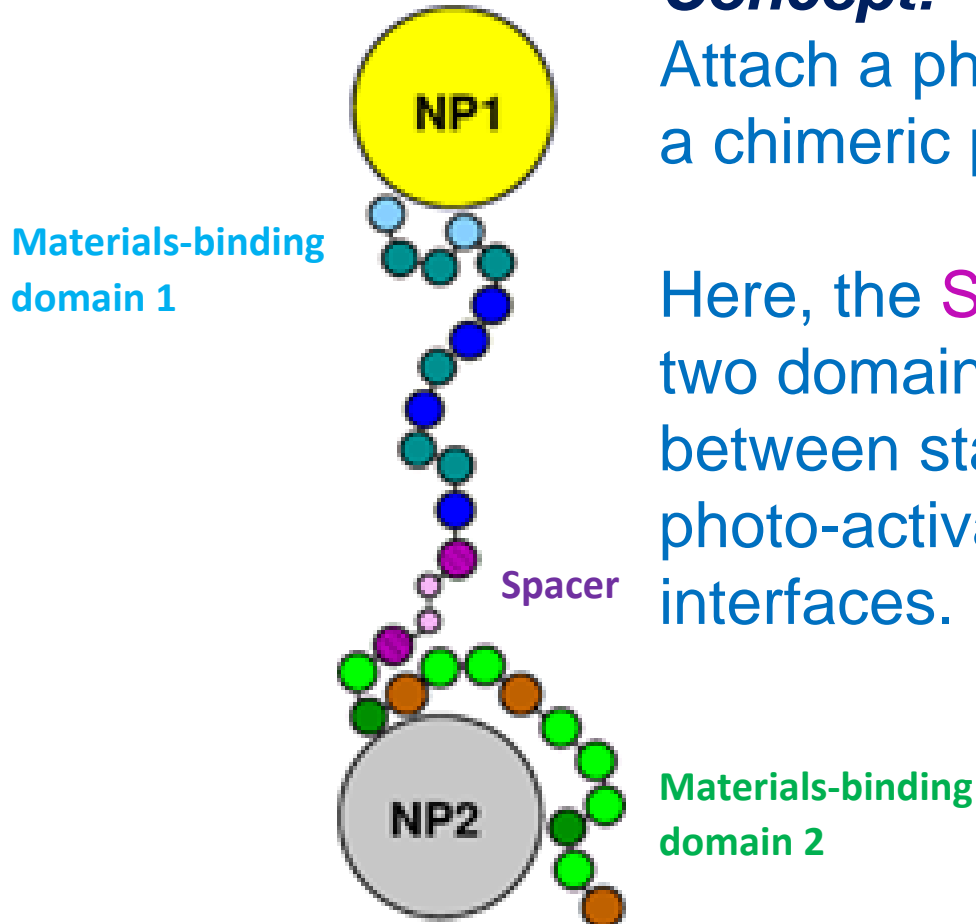 Concept:
Attach a ph
a chimeric p
Here, the S
two domain
between sta
photo-activa
interfaces.
NP1
Materials-binding
domain 1
Spacer
NP2
Materials-binding
domain 2